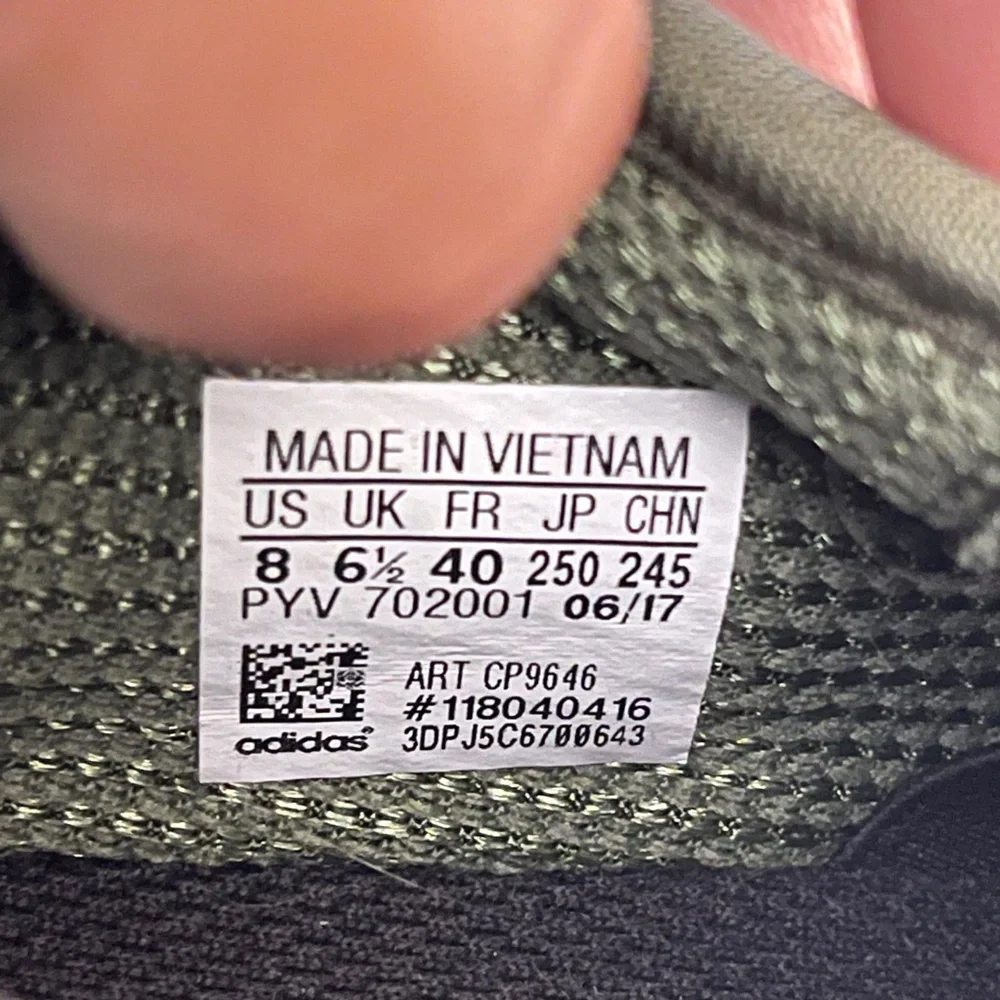 MADE IN VIETNAM
US UK FR JP CHN
8 6½ 40 250 245
PYV 702001 06/17
ART CP9646
#118040416
adidas® 3DPJ5C6700643